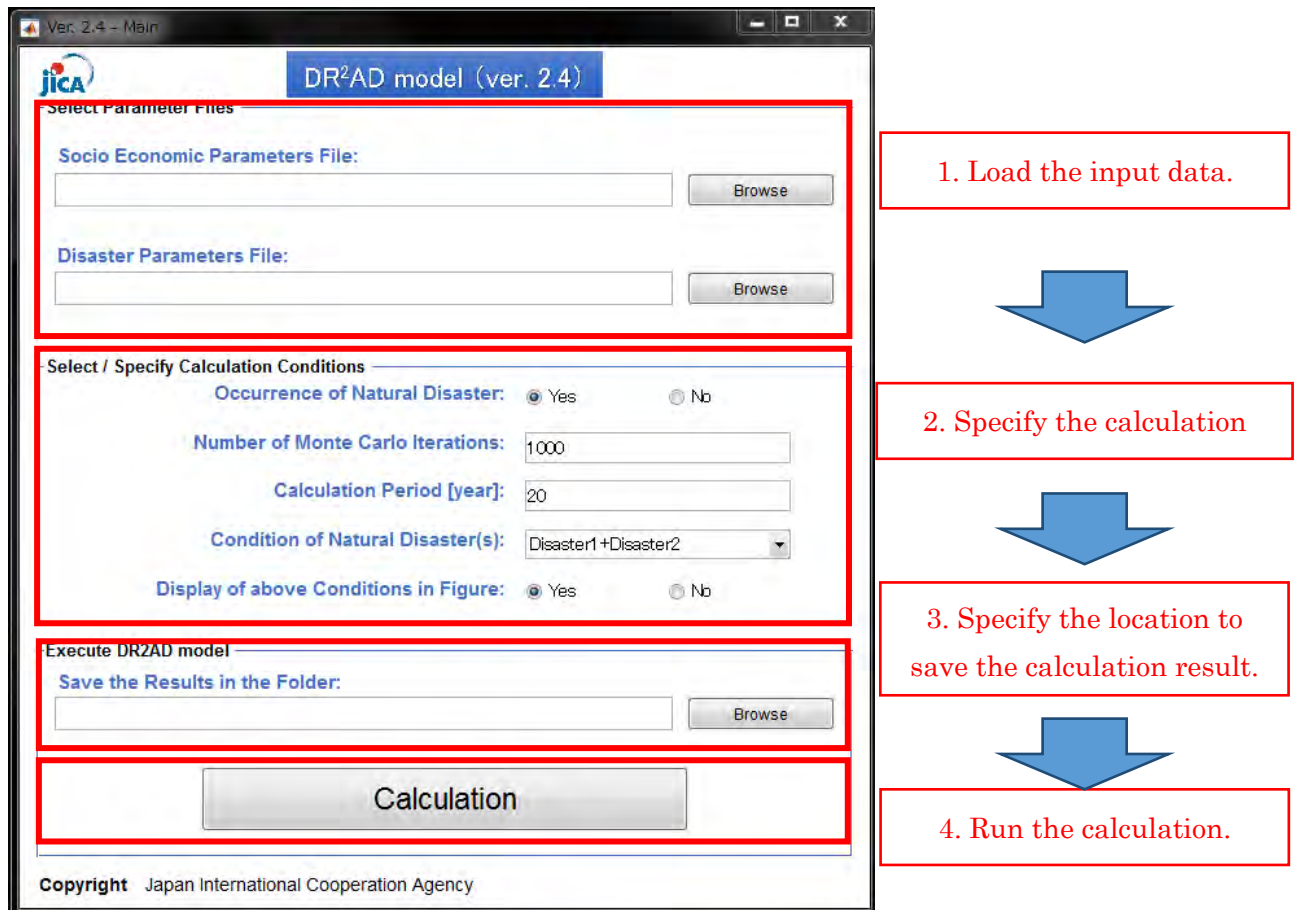 Ver. 2.4 - Main
jICA
DR²AD model (ver. 2.4)
Select Parameter Files
Socio Economic Parameters File:
Browse
Disaster Parameters File:
Browse
Select / Specify Calculation Conditions
Occurrence of Natural Disaster: Yes No
Number of Monte Carlo Iterations: 1000
Calculation Period [year]: 20
Condition of Natural Disaster(s): Disaster1+Disaster2
Display of above Conditions in Figure: Yes No
Execute DR2AD model
Save the Results in the Folder:
Browse
Calculation
Copyright Japan International Cooperation Agency
1. Load the input data.
2. Specify the calculation
3. Specify the location to
save the calculation result.
4. Run the calculation.